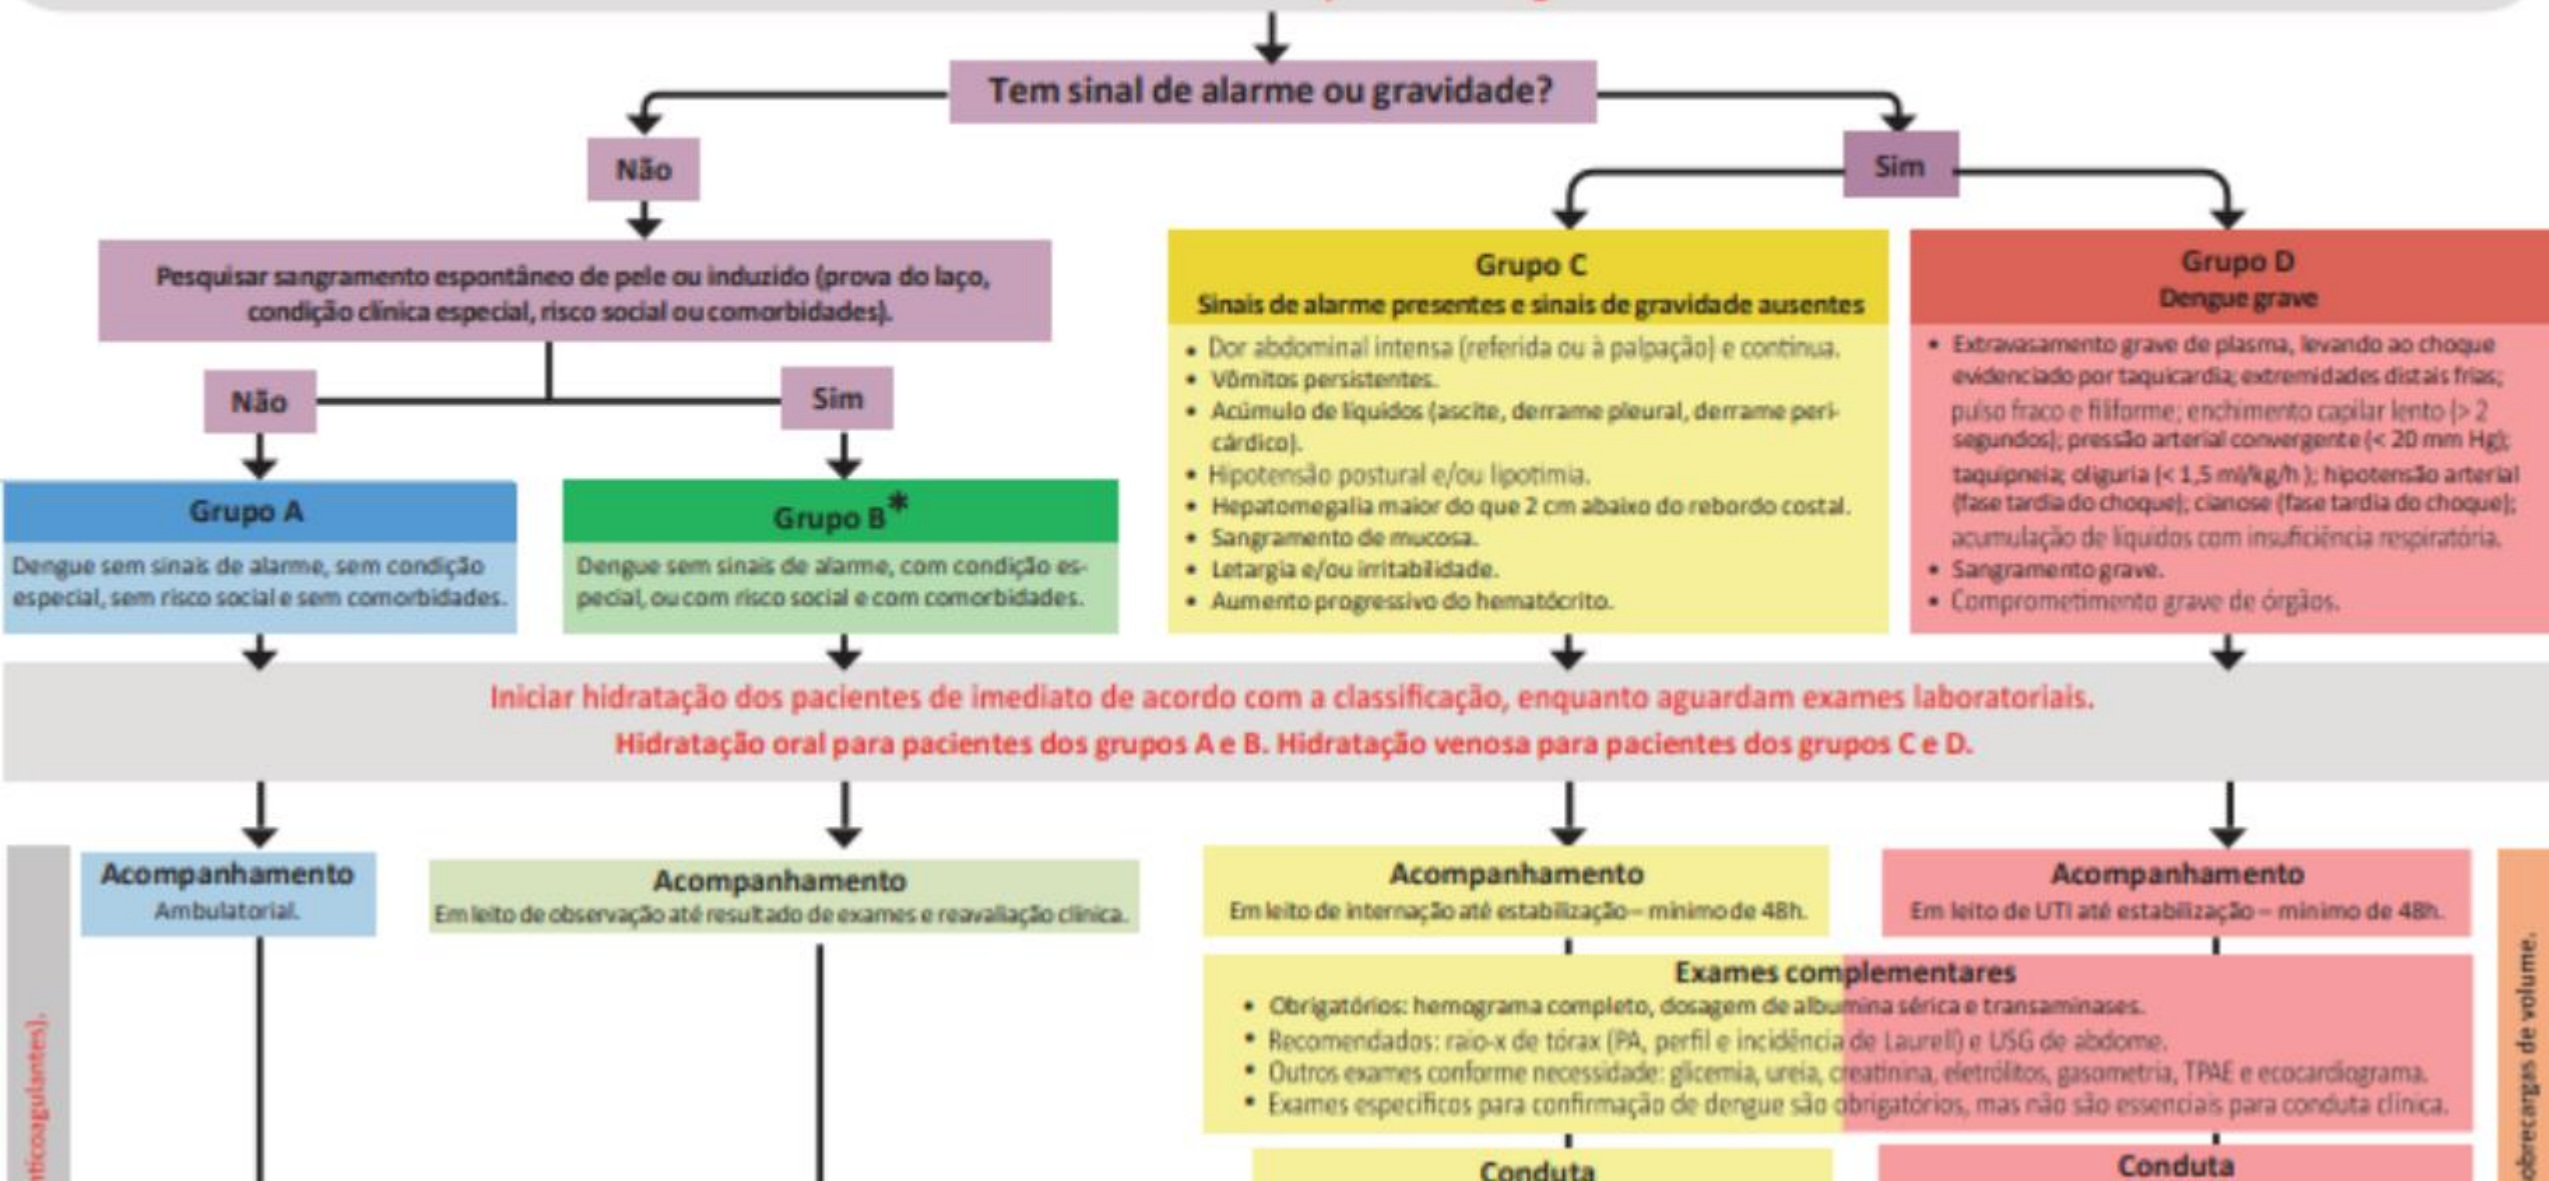 Tem sinal de alarme ou gravidade?
Não
Sim
Pesquisar sangramento espontâneo de pele ou induzido (prova do laço,
condição clínica especial, risco social ou comorbidades).
Não
Sim
Grupo A
Dengue sem sinais de alarme, sem condição
especial, sem risco social e sem comorbidades.
Grupo B*
Dengue sem sinais de alarme, com condição es-
pecial, ou com risco social e com comorbidades.
Grupo C
Sinais de alarme presentes e sinais de gravidade ausentes
• Dor abdominal intensa (referida ou à palpação) e contínua.
• Vômitos persistentes.
• Acúmulo de líquidos (ascite, derrame pleural, derrame peri-
cárdico).
• Hipotensão postural e/ou lipotimia.
• Hepatomegalia maior do que 2 cm abaixo do rebordo costal.
• Sangramento de mucosa.
• Letargia e/ou irritabilidade.
• Aumento progressivo do hematócrito.
Grupo D
Dengue grave
• Extravasamento grave de plasma, levando ao choque
evidenciado por taquicardia; extremidades distais frias;
pulso fraco e filiforme; enchimento capilar lento (> 2
segundos); pressão arterial convergente (< 20 mm Hg);
taquipneia; oliguria (< 1,5 ml/kg/h ); hipotensão arterial
(fase tardia do choque); cianose (fase tardia do choque);
acumulação de líquidos com insuficiência respiratória.
• Sangramento grave.
• Comprometimento grave de órgãos.
Iniciar hidratação dos pacientes de imediato de acordo com a classificação, enquanto aguardam exames laboratoriais.
Hidratação oral para pacientes dos grupos A e B. Hidratação venosa para pacientes dos grupos C e D.
Acompanhamento
Ambulatorial.
Acompanhamento
Em leito de observação até resultado de exames e reavaliação clínica.
Acompanhamento
Em leito de internação até estabilização – mínimo de 48h.
Acompanhamento
Em leito de UTI até estabilização – mínimo de 48h.
Exames complementares
• Obrigatórios: hemograma completo, dosagem de albumina sérica e transaminases.
• Recomendados: raio-x de tórax (PA, perfil e incidência de Laurell) e USG de abdome.
• Outros exames conforme necessidade: glicemia, ureia, creatinina, eletrólitos, gasometria, TPAE e ecocardiograma.
• Exames específicos para confirmação de dengue são obrigatórios, mas não são essenciais para conduta clínica.
Conduta
Conduta
nticoagulantes).
obrecargas de volume.